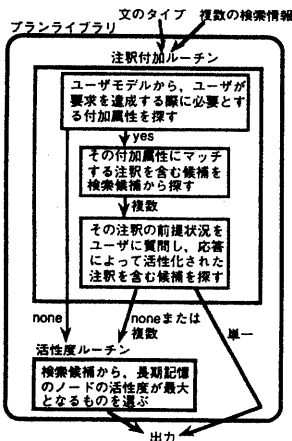 文のタイプ 複数の検索情報
プランライブラリ
注釈付加ルーチン
ユーザモデルから，ユーザが
要求を達成する際に必要とす
る付加属性を探す
yes
その付加属性にマッチ
する注釈を含む候補を
検索候補から探す
複数
その注釈の前提状況を
ユーザに質問し，応答
によって活性化された
注釈を含む候補を探す
none
noneまたは
複数
単一
活性度ルーチン
検索候補から，長期記憶
のノードの活性度が最大
となるものを選ぶ
出力